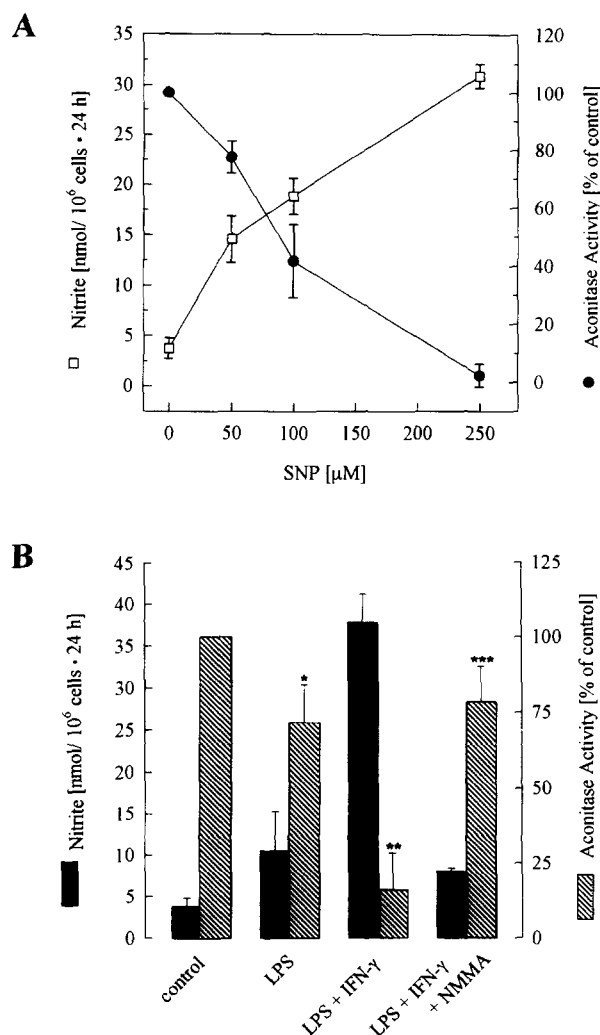 A
35
30
25
20
15
10
5
0
□ Nitrite [nmol/ 10⁶ cells • 24 h]
120
100
80
60
40
20
0
● Aconitase Activity [% of control]
0 50 100 150 200 250
SNP [µM]
B
45
40
35
30
25
20
15
10
5
0
Nitrite [nmol/ 10⁶ cells • 24 h]
*
**
***
125
100
75
50
25
0
Aconitase Activity [% of control]
control
LPS
LPS + IFN-γ
LPS + IFN-γ
+ NMMA